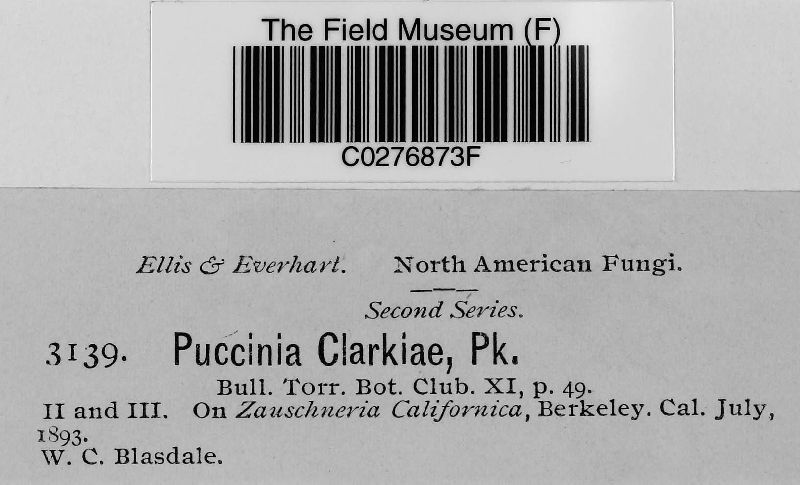 The Field Museum (F)
C0276873F
Ellis & Everhart. North American Fungi.
Second Series.
3139. Puccinia Clarkiae, Pk.
Bull. Torr. Bot. Club. XI, p. 49.
II and III. On Zauschneria Californica, Berkeley. Cal. July,
1893.
W. C. Blasdale.